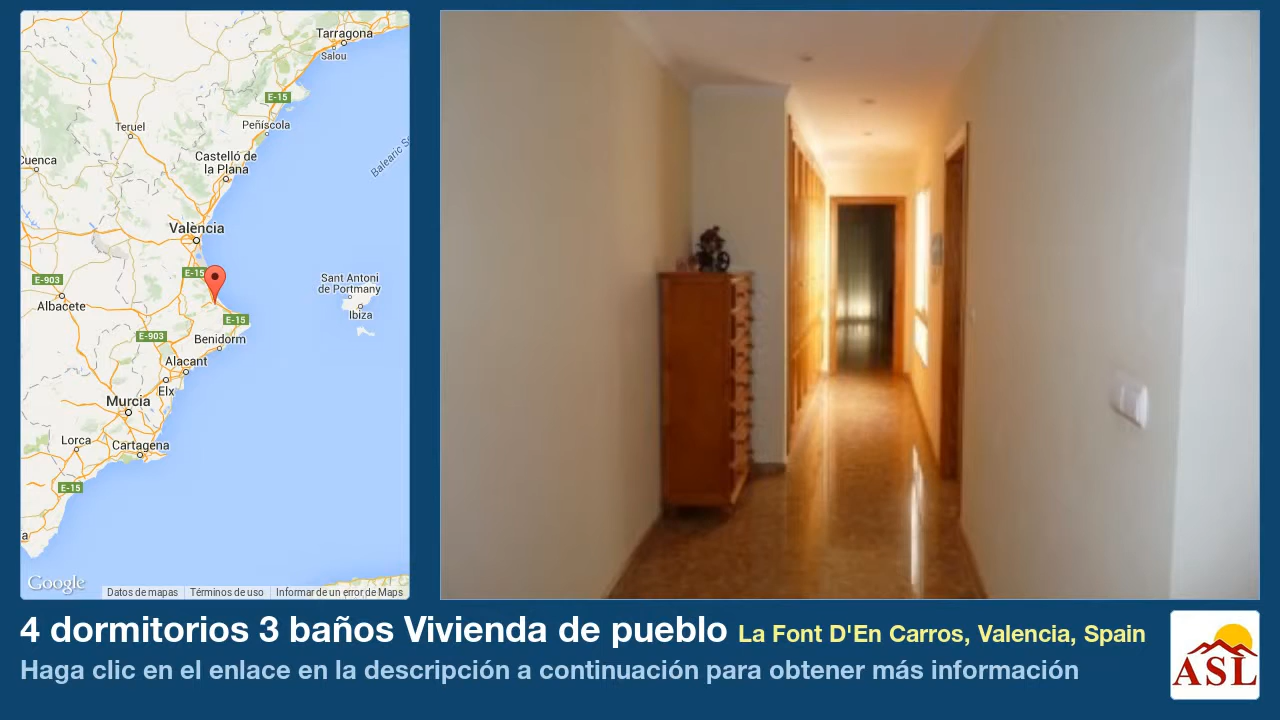 Tarragona
Salou
E-15
Peñíscola
Teruel
Castelló de
la Plana
Cuenca
València
E-15
E-903
Albacete
Sant Antoni
de Portmany
Ibiza
E-15
E-903
Benidorm
Alacant
Elx
Murcia
Lorca
Cartagena
E-15
Google
Datos de mapas
Términos de uso
Informar de un error de Maps
4 dormitorios 3 baños Vivienda de pueblo La Font D'En Carros, Valencia, Spain
Haga clic en el enlace en la descripción a continuación para obtener más información
ASL